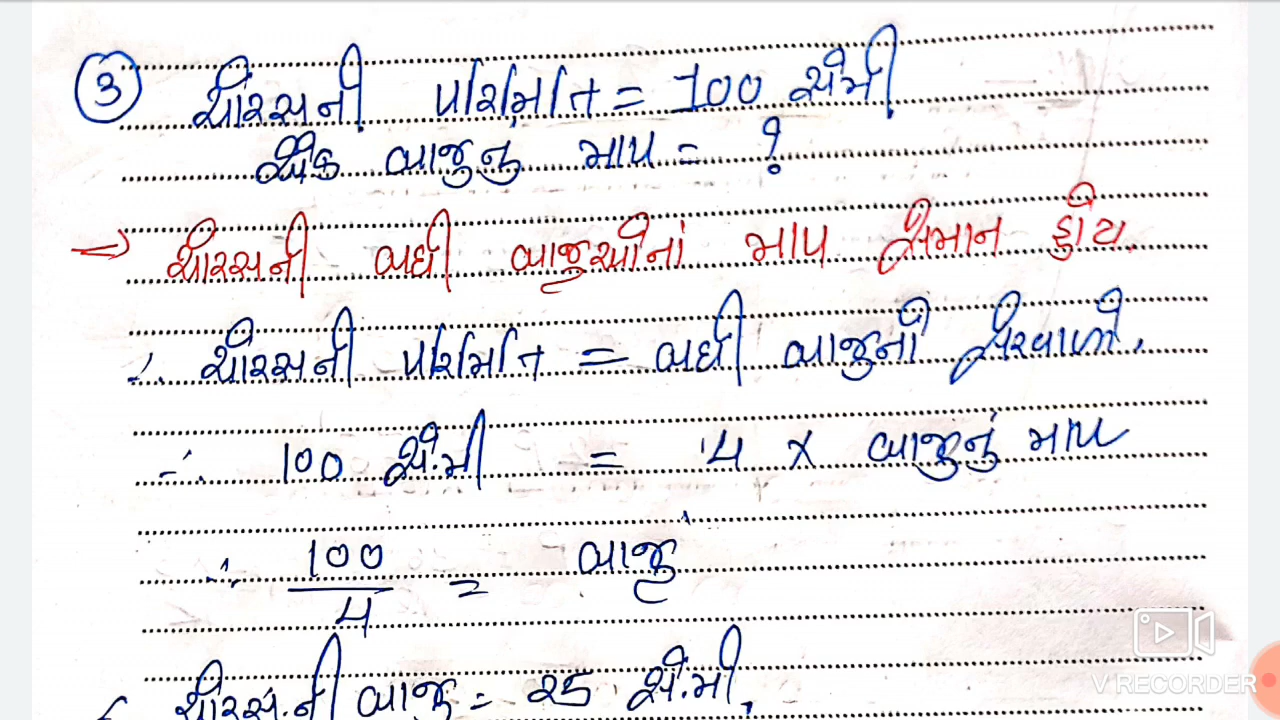 ③ ચોરસની પરિમિતિ = 100 સેમી
એક બાજુનું માપ = ?
⇒ ચોરસની બધી બાજુઓનાં માપ સમાન હોય.
∴ ચોરસની પરિમિતિ = બધી બાજુનો સરવાળો.
∴ 100 સે.મી = 4 × બાજુનું માપ
∴ 100/4 = બાજુ
ચોરસની બાજુ = 25 સે.મી.
V RECORDER